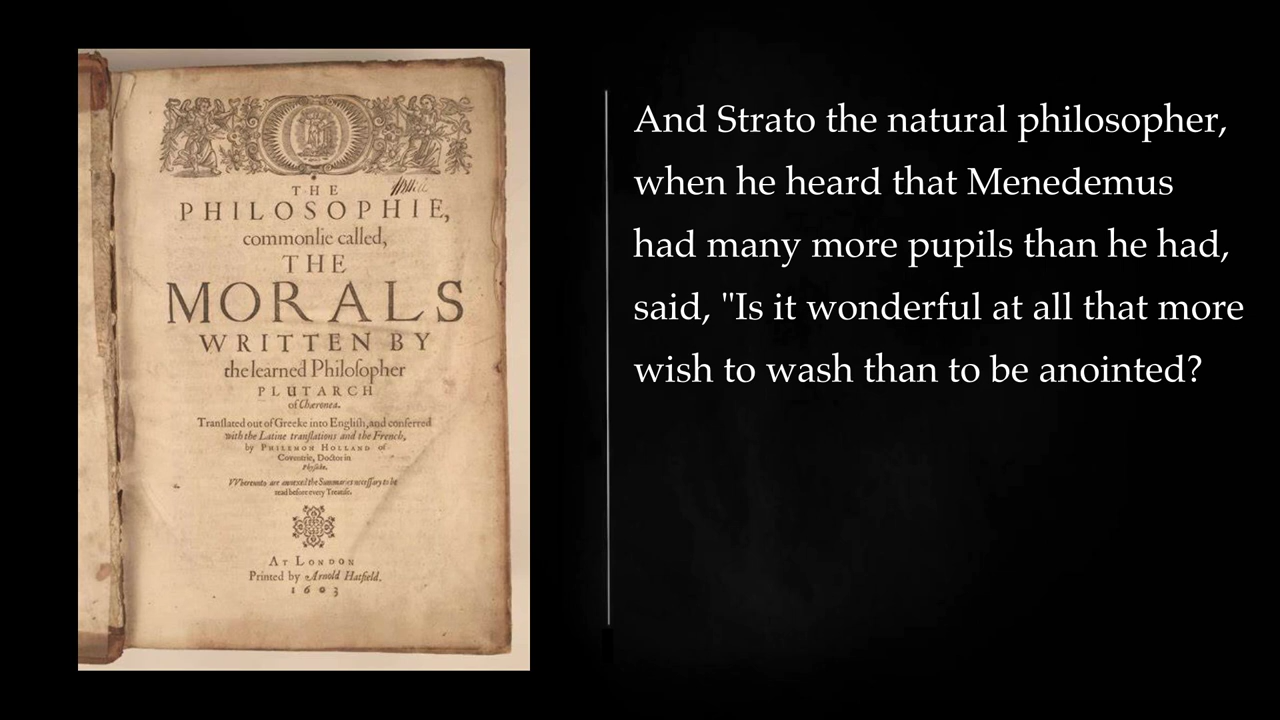 THE
PHILOSOPHIE,
commonlie called,
THE
MORALS
WRITTEN BY
the learned Philoſopher
PLUTARCH
of Chæronea.
Tranſlated out of Greeke into Engliſh, and conferred
with the Latine tranſlations and the French,
by PHILEMON HOLLAND of
Coventrie, Doctor in
Phyſicke.
VVhereunto are annexed the Summaries neceſſary to be
read before every Treatiſe.
AT LONDON
Printed by Arnold Hatfield.
1603
And Strato the natural philosopher,
when he heard that Menedemus
had many more pupils than he had,
said, "Is it wonderful at all that more
wish to wash than to be anointed?